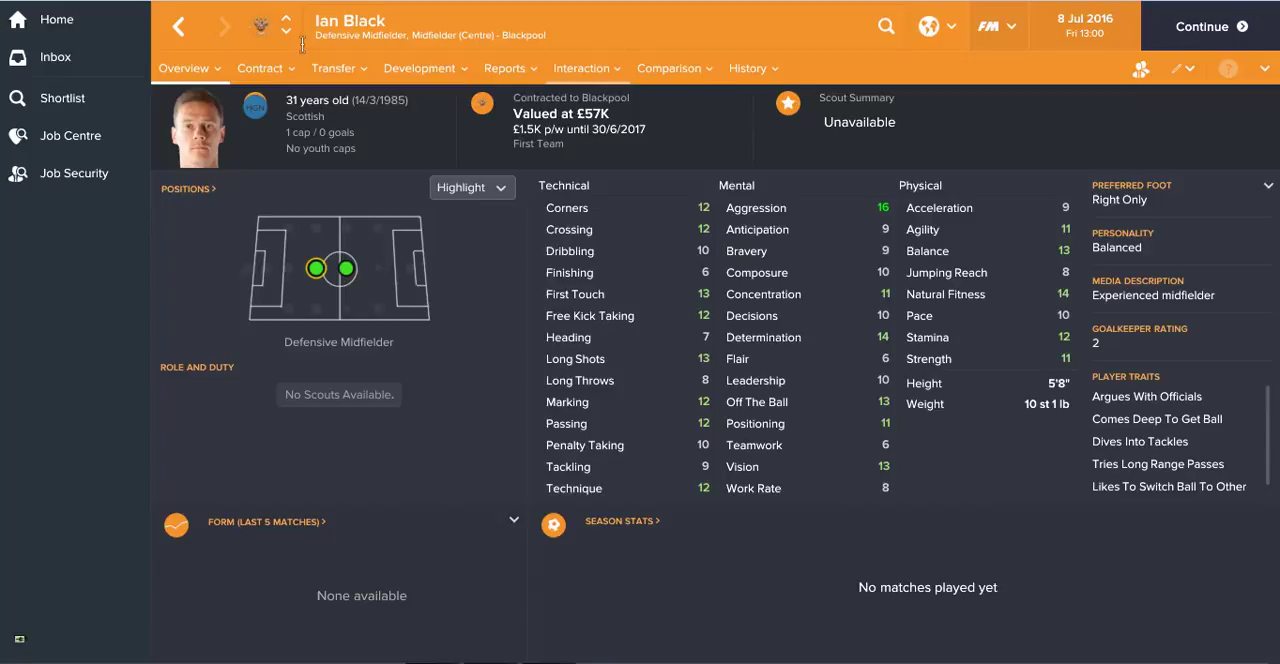 Home
Inbox
Shortlist
Job Centre
Job Security
Ian Black
Defensive Midfielder, Midfielder (Centre) - Blackpool
FM
8 Jul 2016
Fri 13:00
Continue
Overview
Contract
Transfer
Development
Reports
Interaction
Comparison
History
HIGN
31 years old (14/3/1985)
Scottish
1 cap / 0 goals
No youth caps
Contracted to Blackpool
Valued at £57K
£1.5K p/w until 30/6/2017
First Team
Scout Summary
Unavailable
POSITIONS >
Highlight
Defensive Midfielder
ROLE AND DUTY
No Scouts Available.
Technical
Corners 12
Crossing 12
Dribbling 10
Finishing 6
First Touch 13
Free Kick Taking 12
Heading 7
Long Shots 13
Long Throws 8
Marking 12
Passing 12
Penalty Taking 10
Tackling 9
Technique 12
Mental
Aggression 16
Anticipation 9
Bravery 9
Composure 10
Concentration 11
Decisions 10
Determination 14
Flair 6
Leadership 10
Off The Ball 13
Positioning 11
Teamwork 6
Vision 13
Work Rate 8
Physical
Acceleration 9
Agility 11
Balance 13
Jumping Reach 8
Natural Fitness 14
Pace 10
Stamina 12
Strength 11
Height 5'8"
Weight 10 st 1 lb
PREFERRED FOOT
Right Only
PERSONALITY
Balanced
MEDIA DESCRIPTION
Experienced midfielder
GOALKEEPER RATING
2
PLAYER TRAITS
Argues With Officials
Comes Deep To Get Ball
Dives Into Tackles
Tries Long Range Passes
Likes To Switch Ball To Other
FORM (LAST 5 MATCHES) >
None available
SEASON STATS >
No matches played yet